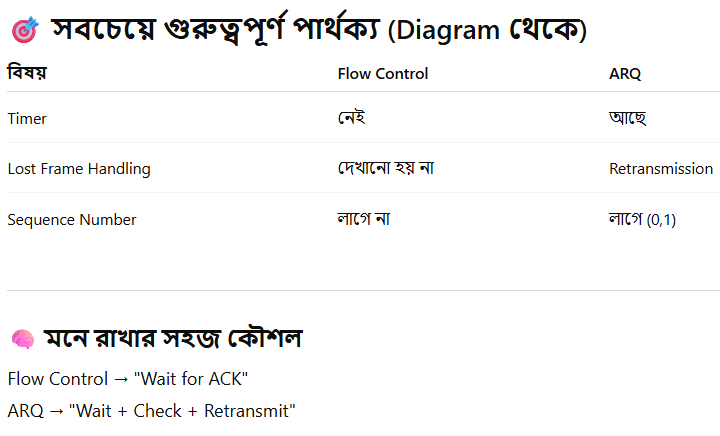 🎯 সবচেয়ে গুরুত্বপূর্ণ পার্থক্য (Diagram থেকে)
বিষয় Flow Control ARQ
Timer নেই আছে
Lost Frame Handling দেখানো হয় না Retransmission
Sequence Number লাগে না লাগে (0,1)
🧠 মনে রাখার সহজ কৌশল
Flow Control → "Wait for ACK"
ARQ → "Wait + Check + Retransmit"